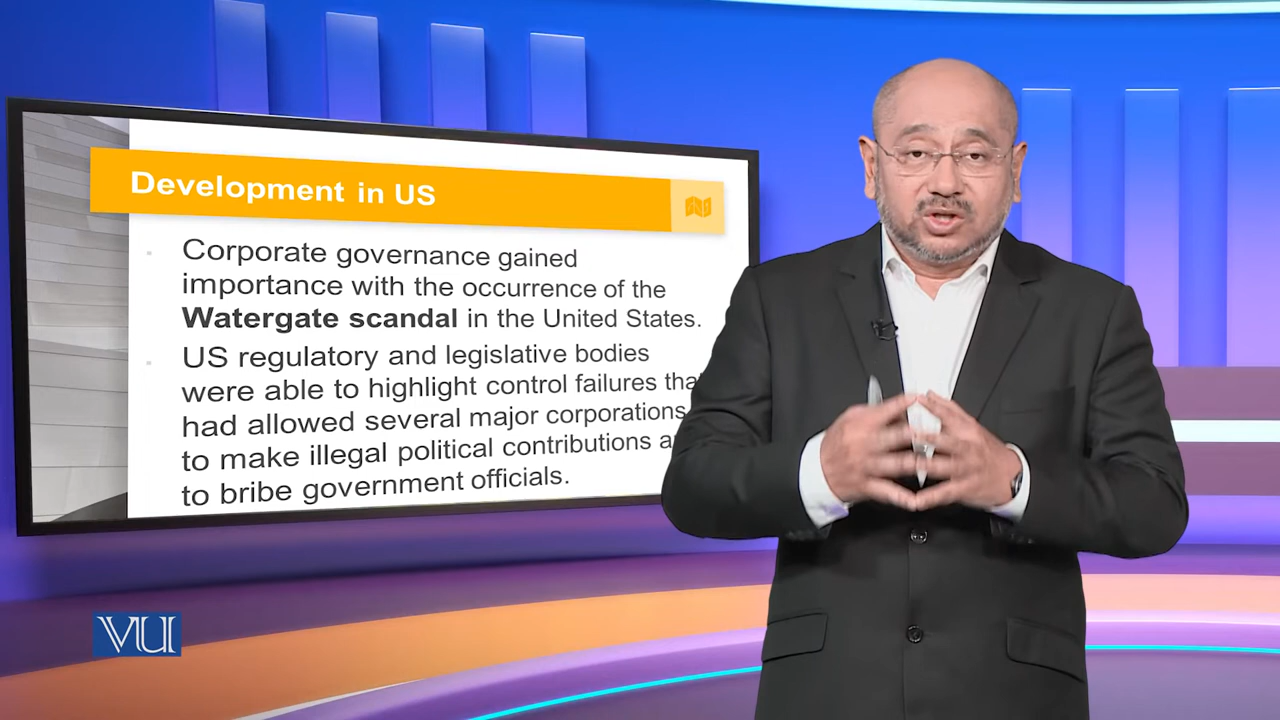 Development in US
Corporate governance gained
importance with the occurrence of the
Watergate scandal in the United States.
US regulatory and legislative bodies
were able to highlight control failures
had allowed several major corporations
to make illegal political contributions
to bribe government officials.
VU